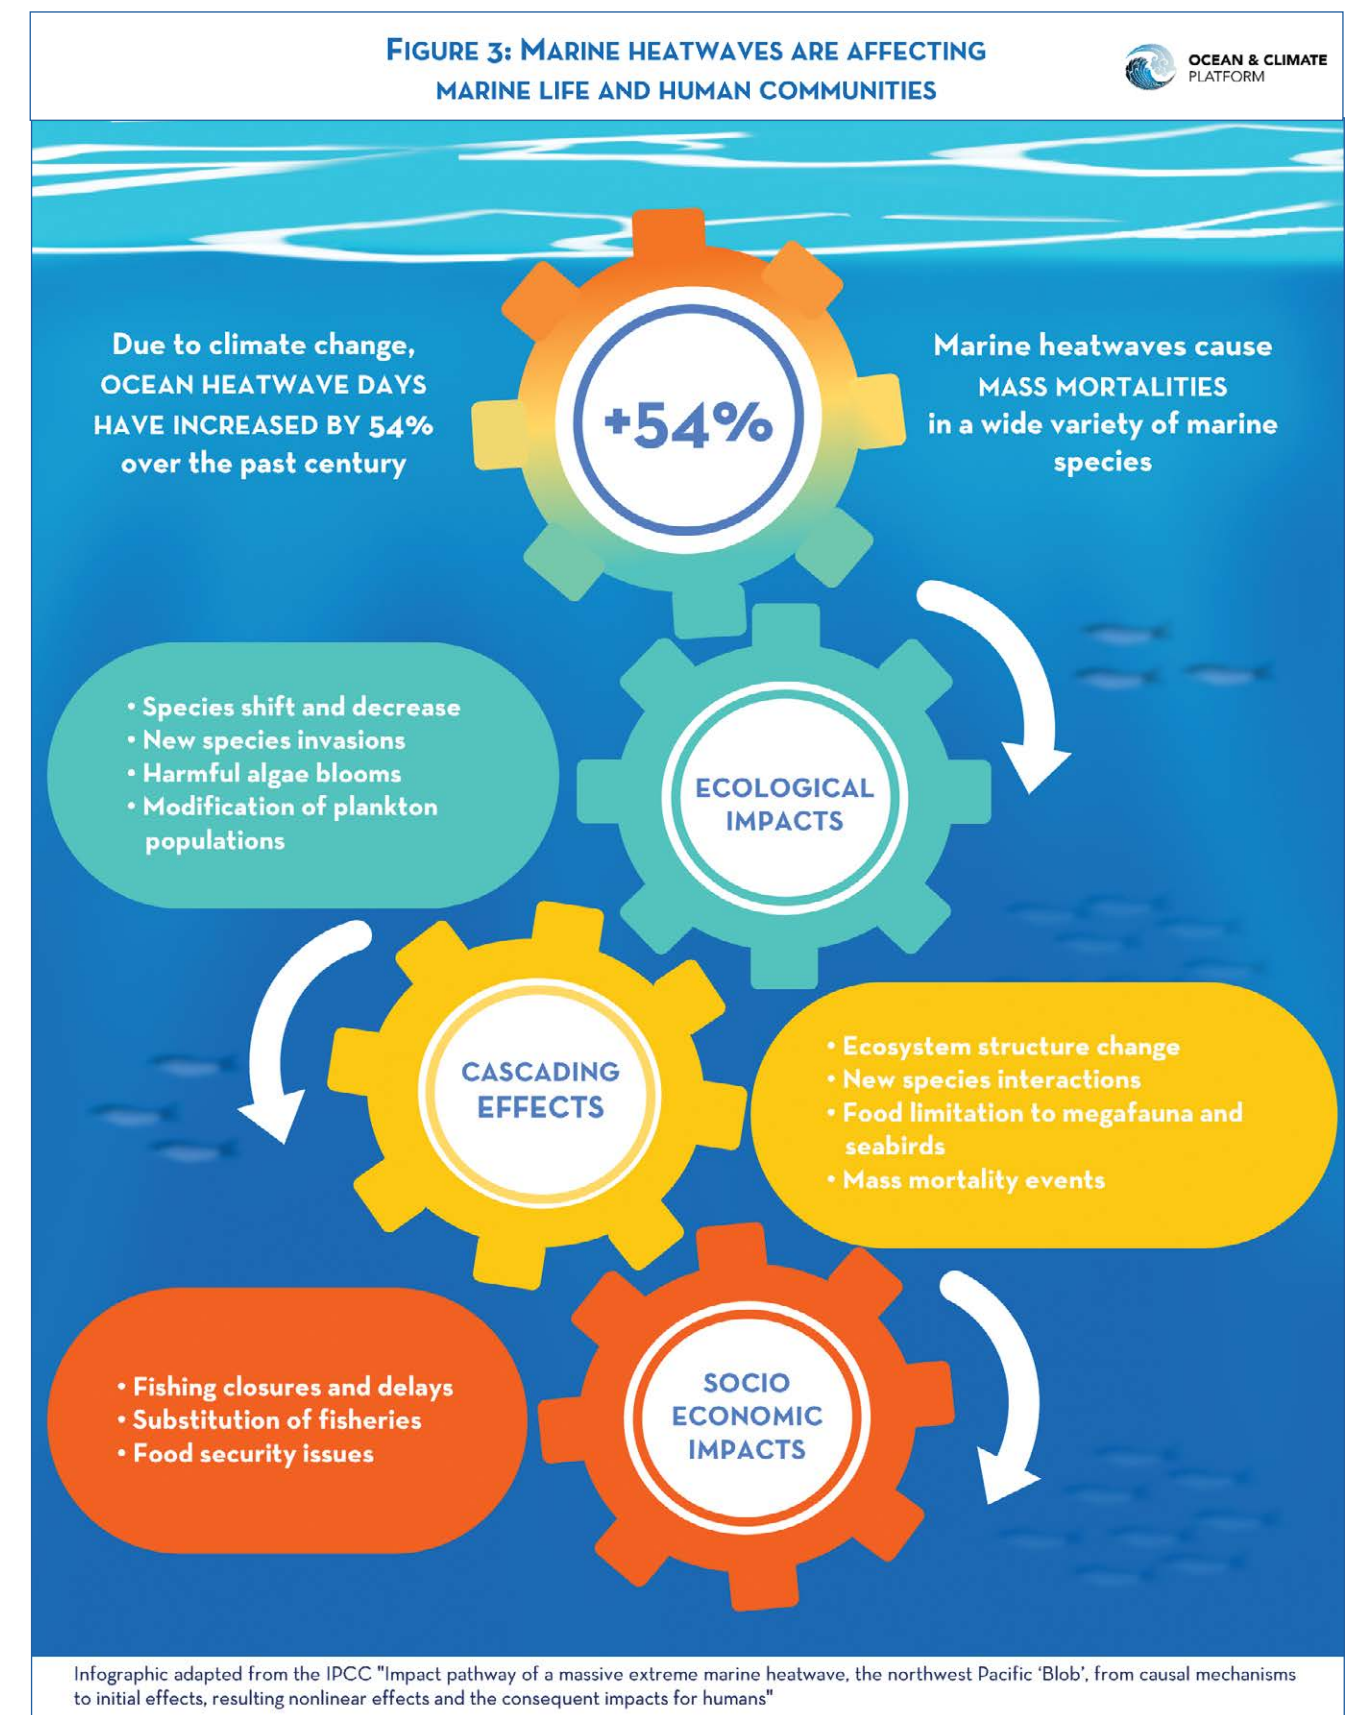 FIGURE 3: MARINE HEATWAVES ARE AFFECTING
MARINE LIFE AND HUMAN COMMUNITIES
OCEAN & CLIMATE
PLATFORM
Due to climate change,
OCEAN HEATWAVE DAYS
HAVE INCREASED BY 54%
over the past century
+54%
Marine heatwaves cause
MASS MORTALITIES
in a wide variety of marine
species
• Species shift and decrease
• New species invasions
• Harmful algae blooms
• Modification of plankton
populations
ECOLOGICAL
IMPACTS
CASCADING
EFFECTS
• Ecosystem structure change
• New species interactions
• Food limitation to megafauna and
seabirds
• Mass mortality events
• Fishing closures and delays
• Substitution of fisheries
• Food security issues
SOCIO
ECONOMIC
IMPACTS
Infographic adapted from the IPCC "Impact pathway of a massive extreme marine heatwave, the northwest Pacific ‘Blob’, from causal mechanisms
to initial effects, resulting nonlinear effects and the consequent impacts for humans"